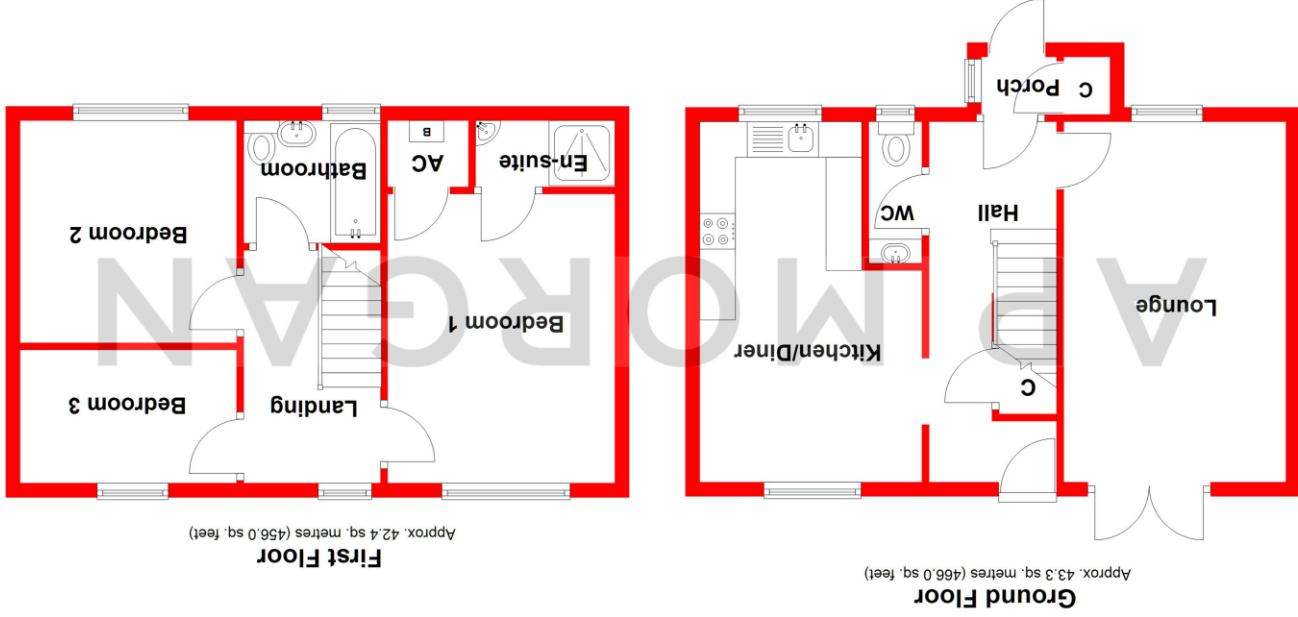 Ground Floor
Approx. 43.3 sq. metres (466.0 sq. feet)
C
Lounge
Kitchen/Diner
Hall
WC
Porch
C
First Floor
Approx. 42.4 sq. metres (456.0 sq. feet)
Landing
Bedroom 3
Bedroom 1
Bedroom 2
En-suite
AC
Bathroom
B
AP MORGAN